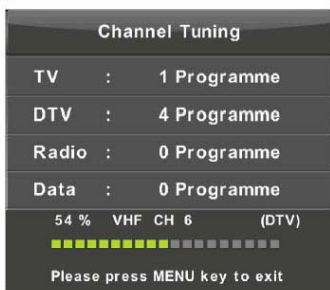 Channel Tuning
TV : 1 Programme
DTV : 4 Programme
Radio : 0 Programme
Data : 0 Programme
54 % VHF CH 6 (DTV)
Please press MENU key to exit